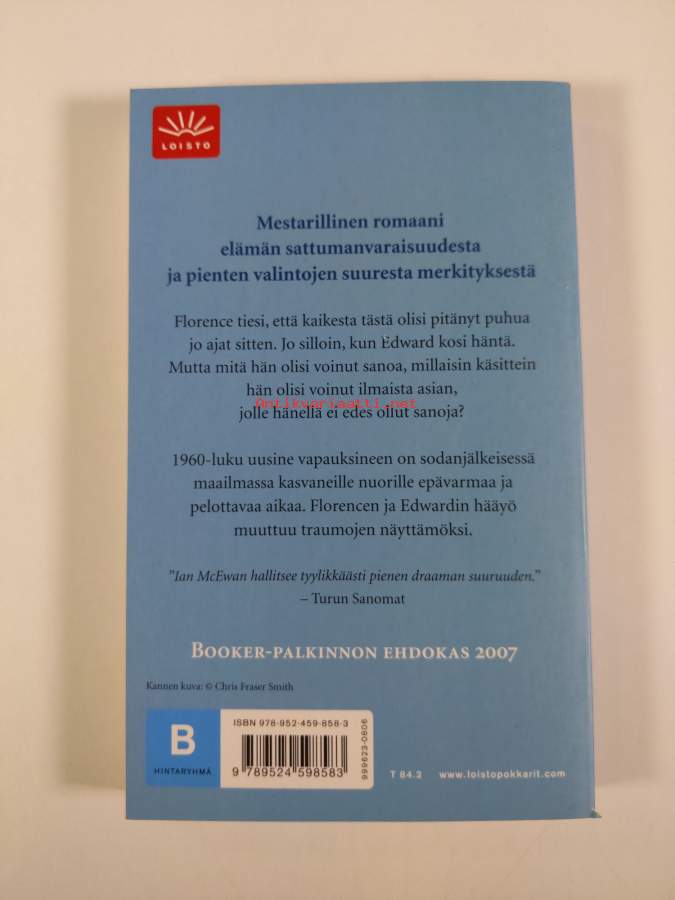 LOISTO
Mestarillinen romaani
elämän sattumanvaraisuudesta
ja pienten valintojen suuresta merkityksestä
Florence tiesi, että kaikesta tästä olisi pitänyt puhua
jo ajat sitten. Jo silloin, kun Edward kosi häntä.
Mutta mitä hän olisi voinut sanoa, millaisin käsittein
hän olisi voinut ilmaista asian,
Antikvariaatti.net
jolle hänellä ei edes ollut sanoja?
1960-luku uusine vapauksineen on sodanjälkeisessä
maailmassa kasvaneille nuorille epävarmaa ja
pelottavaa aikaa. Florencen ja Edwardin hääyö
muuttuu traumojen näyttämöksi.
"Ian McEwan hallitsee tyylikkäästi pienen draaman suuruuden."
– Turun Sanomat
BOOKER-PALKINNON EHDOKAS 2007
Kannen kuva: © Chris Fraser Smith
B
HINTARYHMÄ
ISBN 978-952-459-858-3
9 789524 598583
999623-0806
T 84.2 www.loistopokkarit.com